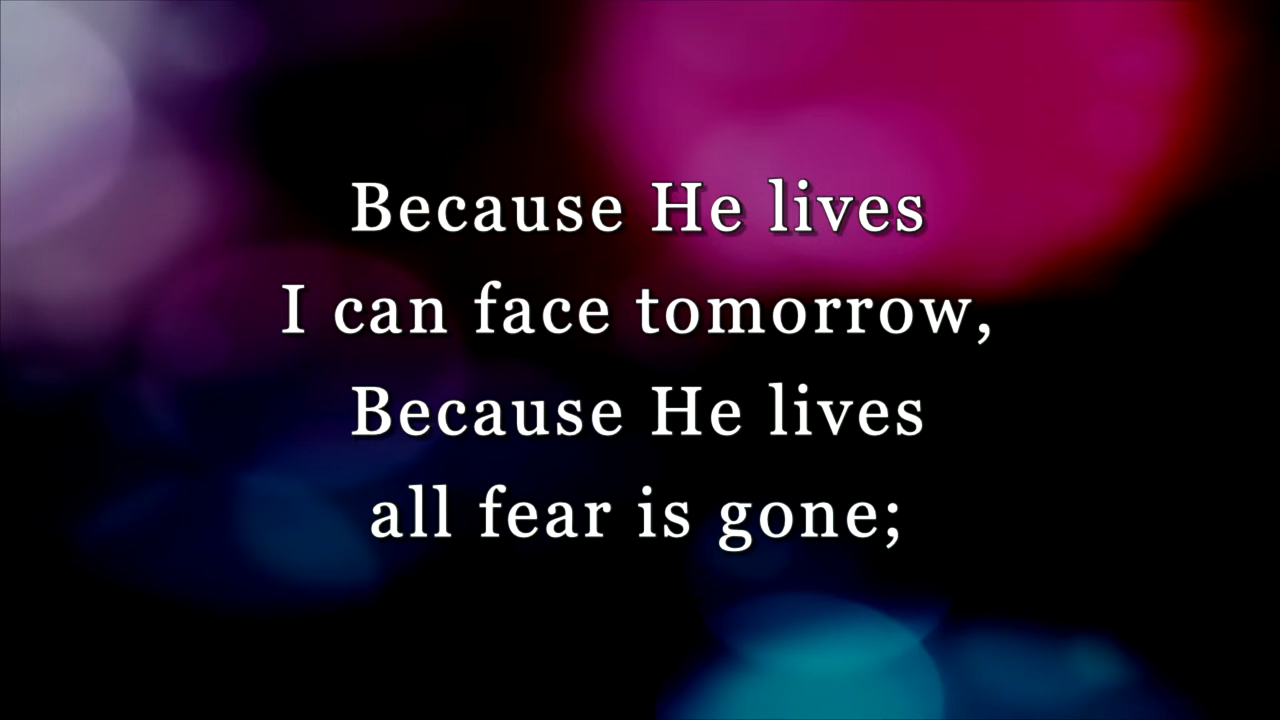 Because He lives
I can face tomorrow,
Because He lives
all fear is gone;